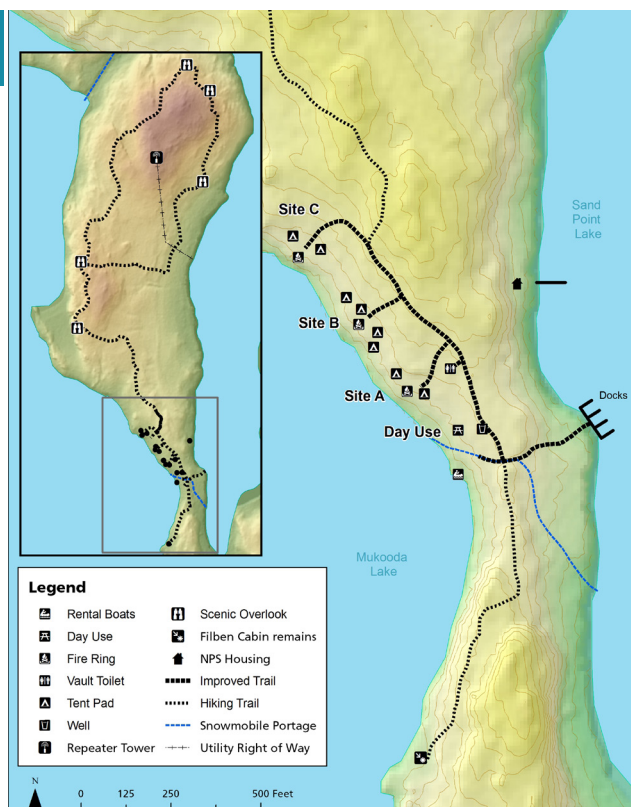 Sand
Point
Lake
Site C
Site B
Site A
Docks
Day Use
Mukooda
Lake
Legend
Rental Boats
Scenic Overlook
Day Use
Filben Cabin remains
Fire Ring
NPS Housing
Vault Toilet
Improved Trail
Tent Pad
Hiking Trail
Well
Snowmobile Portage
Repeater Tower
Utility Right of Way
N
0 125 250 500 Feet